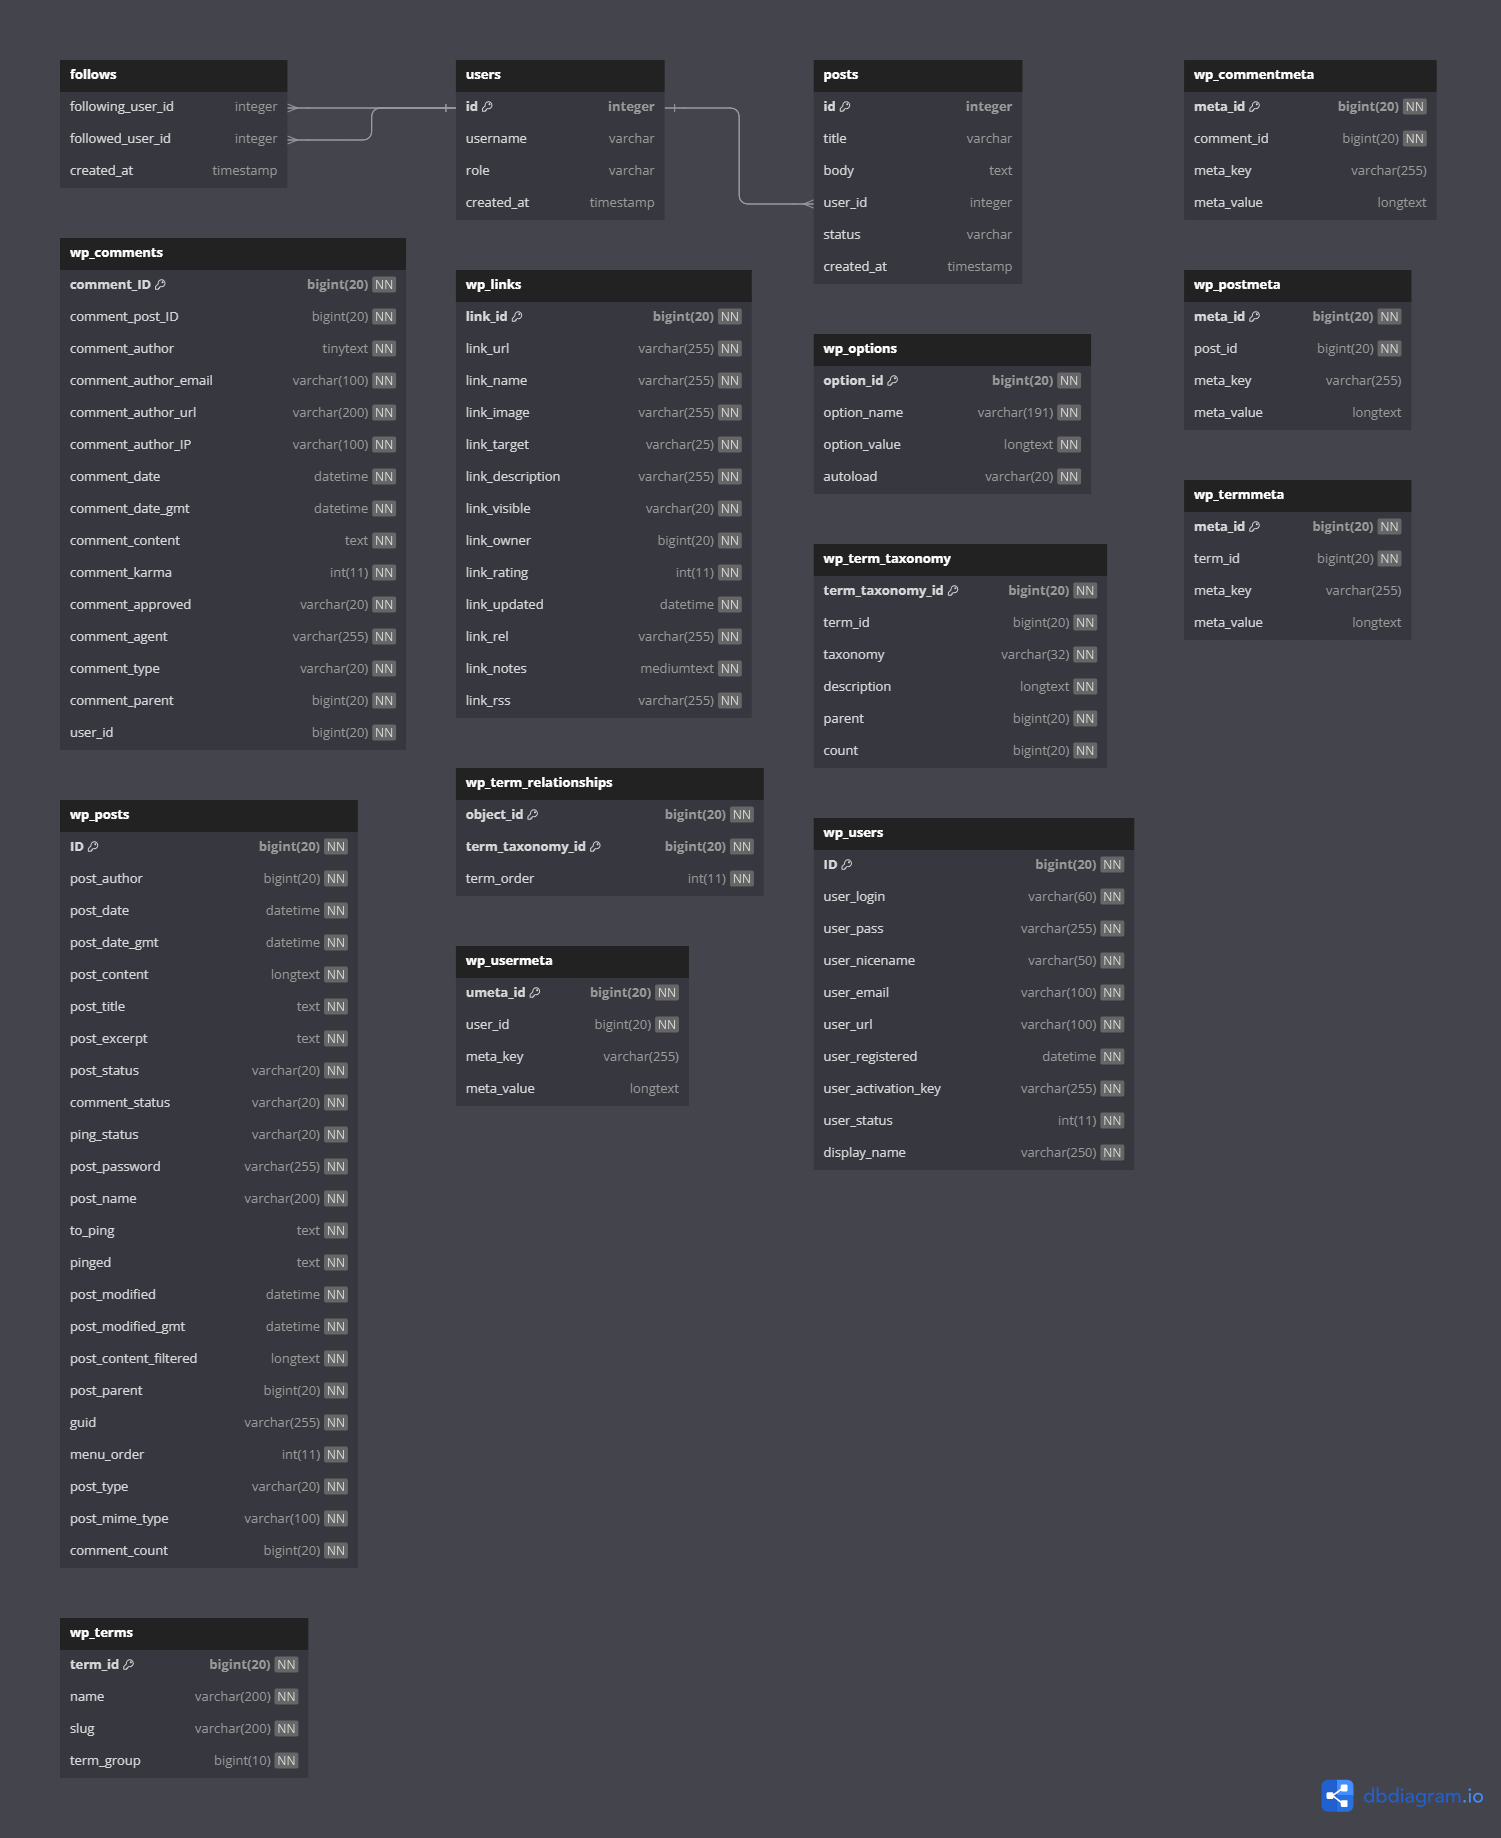 follows
following_user_id integer
followed_user_id integer
created_at timestamp
users
id integer
username varchar
role varchar
created_at timestamp
posts
id integer
title varchar
body text
user_id integer
status varchar
created_at timestamp
wp_commentmeta
meta_id bigint(20) NN
comment_id bigint(20) NN
meta_key varchar(255)
meta_value longtext
wp_comments
comment_ID bigint(20) NN
comment_post_ID bigint(20) NN
comment_author tinytext NN
comment_author_email varchar(100) NN
comment_author_url varchar(200) NN
comment_author_IP varchar(100) NN
comment_date datetime NN
comment_date_gmt datetime NN
comment_content text NN
comment_karma int(11) NN
comment_approved varchar(20) NN
comment_agent varchar(255) NN
comment_type varchar(20) NN
comment_parent bigint(20) NN
user_id bigint(20) NN
wp_links
link_id bigint(20) NN
link_url varchar(255) NN
link_name varchar(255) NN
link_image varchar(255) NN
link_target varchar(25) NN
link_description varchar(255) NN
link_visible varchar(20) NN
link_owner bigint(20) NN
link_rating int(11) NN
link_updated datetime NN
link_rel varchar(255) NN
link_notes mediumtext NN
link_rss varchar(255) NN
wp_options
option_id bigint(20) NN
option_name varchar(191) NN
option_value longtext NN
autoload varchar(20) NN
wp_postmeta
meta_id bigint(20) NN
post_id bigint(20) NN
meta_key varchar(255)
meta_value longtext
wp_termmeta
meta_id bigint(20) NN
term_id bigint(20) NN
meta_key varchar(255)
meta_value longtext
wp_term_taxonomy
term_taxonomy_id bigint(20) NN
term_id bigint(20) NN
taxonomy varchar(32) NN
description longtext NN
parent bigint(20) NN
count bigint(20) NN
wp_posts
ID bigint(20) NN
post_author bigint(20) NN
post_date datetime NN
post_date_gmt datetime NN
post_content longtext NN
post_title text NN
post_excerpt text NN
post_status varchar(20) NN
comment_status varchar(20) NN
ping_status varchar(20) NN
post_password varchar(255) NN
post_name varchar(200) NN
to_ping text NN
pinged text NN
post_modified datetime NN
post_modified_gmt datetime NN
post_content_filtered longtext NN
post_parent bigint(20) NN
guid varchar(255) NN
menu_order int(11) NN
post_type varchar(20) NN
post_mime_type varchar(100) NN
comment_count bigint(20) NN
wp_term_relationships
object_id bigint(20) NN
term_taxonomy_id bigint(20) NN
term_order int(11) NN
wp_users
ID bigint(20) NN
user_login varchar(60) NN
user_pass varchar(255) NN
user_nicename varchar(50) NN
user_email varchar(100) NN
user_url varchar(100) NN
user_registered datetime NN
user_activation_key varchar(255) NN
user_status int(11) NN
display_name varchar(250) NN
wp_usermeta
umeta_id bigint(20) NN
user_id bigint(20) NN
meta_key varchar(255)
meta_value longtext
wp_terms
term_id bigint(20) NN
name varchar(200) NN
slug varchar(200) NN
term_group bigint(10) NN
dbdiagram.io